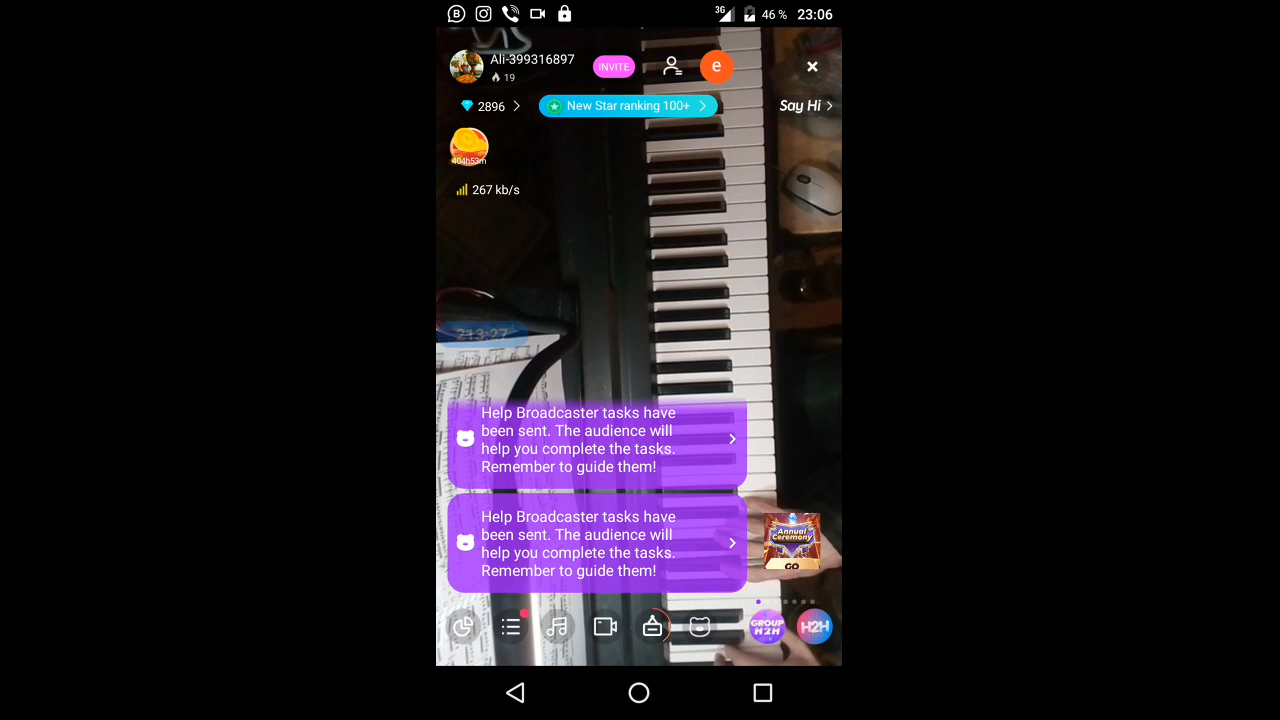 3G 46 % 23:06
Ali-399316897
19
INVITE
e
2896
New Star ranking 100+
Say Hi
404h53m
267 kb/s
213:27
Help Broadcaster tasks have
been sent. The audience will
help you complete the tasks.
Remember to guide them!
Help Broadcaster tasks have
been sent. The audience will
help you complete the tasks.
Remember to guide them!
Annual
Ceremony
GO
GROUP
H2H
H2H